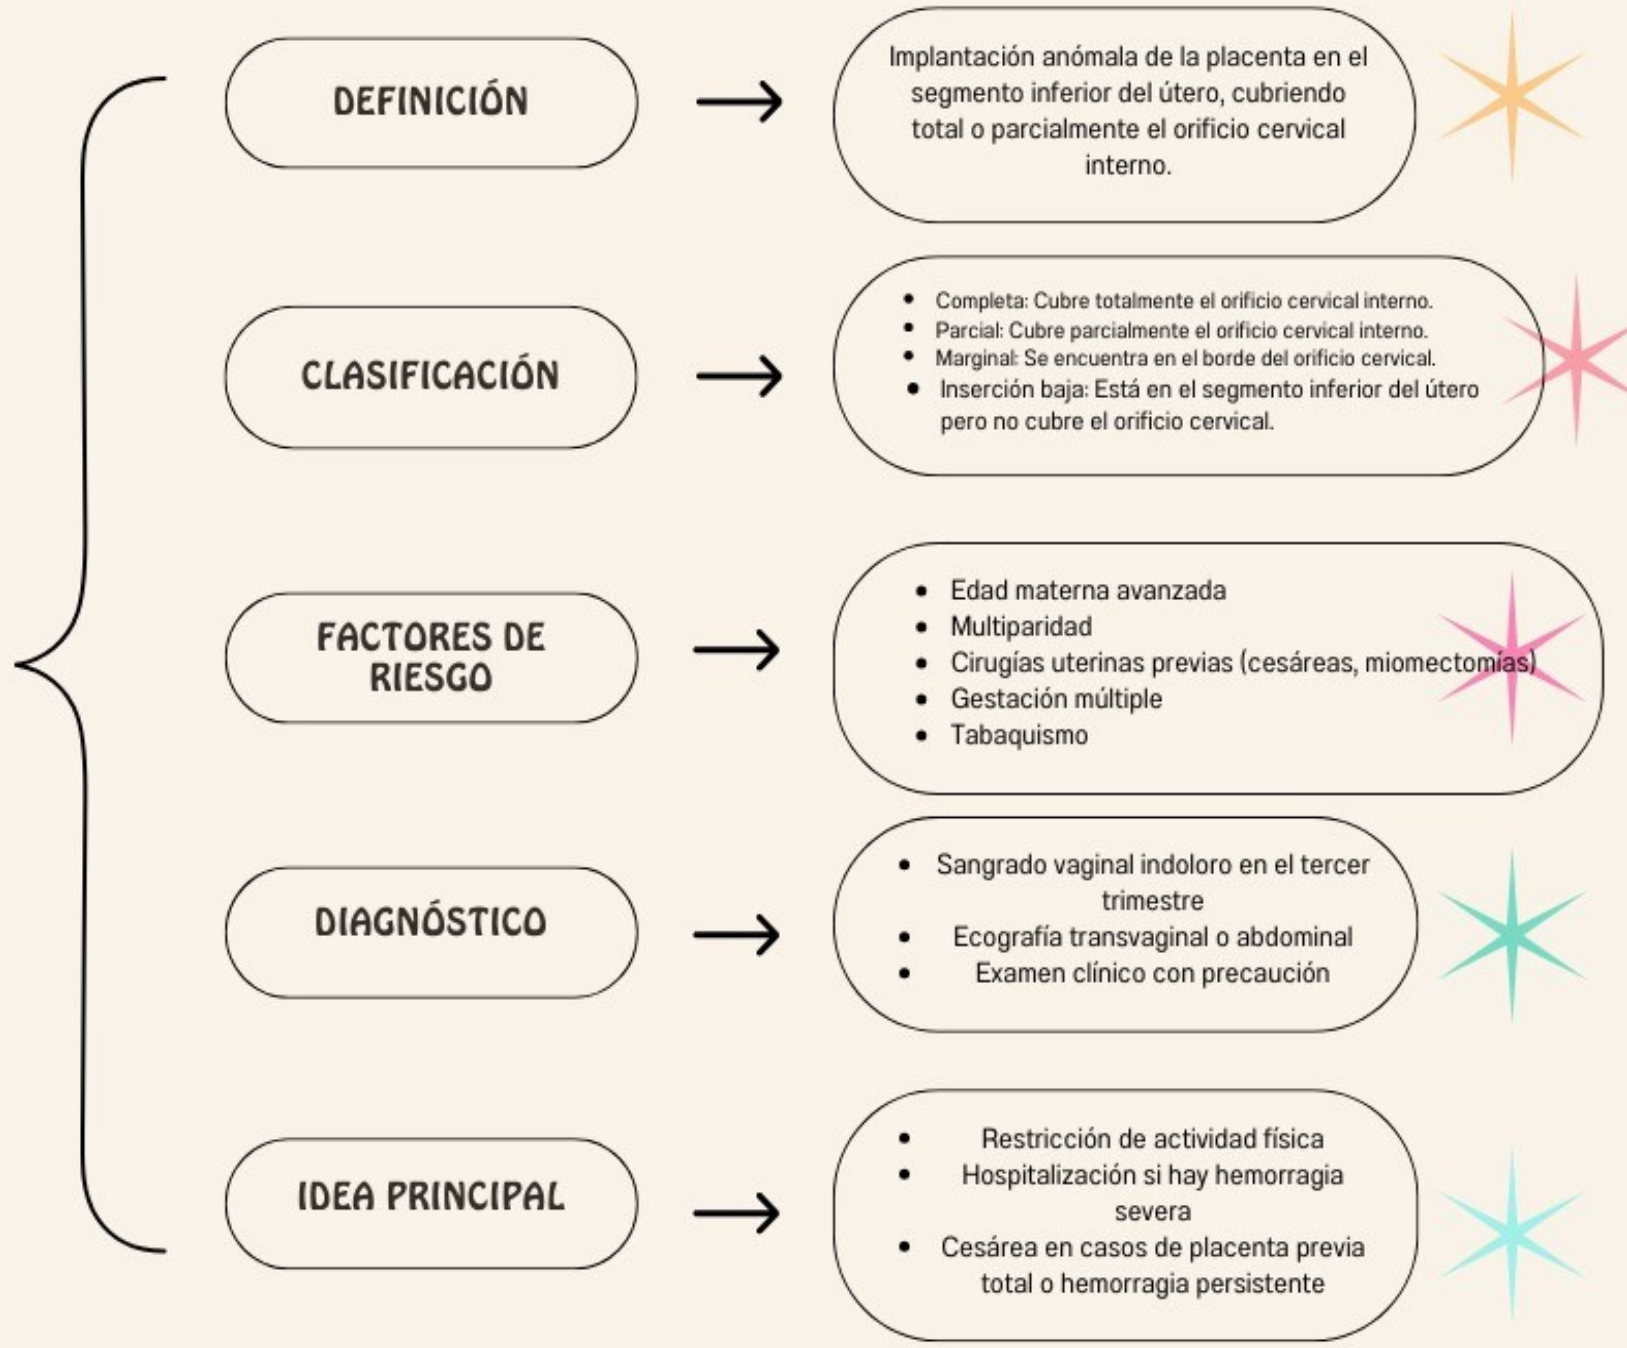 DEFINICIÓN
Implantación anómala de la placenta en el
segmento inferior del útero, cubriendo
total o parcialmente el orificio cervical
interno.
CLASIFICACIÓN
• Completa: Cubre totalmente el orificio cervical interno.
• Parcial: Cubre parcialmente el orificio cervical interno.
• Marginal: Se encuentra en el borde del orificio cervical.
• Inserción baja: Está en el segmento inferior del útero
pero no cubre el orificio cervical.
FACTORES DE
RIESGO
• Edad materna avanzada
• Multiparidad
• Cirugías uterinas previas (cesáreas, miomectomías)
• Gestación múltiple
• Tabaquismo
DIAGNÓSTICO
• Sangrado vaginal indoloro en el tercer
trimestre
• Ecografía transvaginal o abdominal
• Examen clínico con precaución
IDEA PRINCIPAL
• Restricción de actividad física
• Hospitalización si hay hemorragia
severa
• Cesárea en casos de placenta previa
total o hemorragia persistente